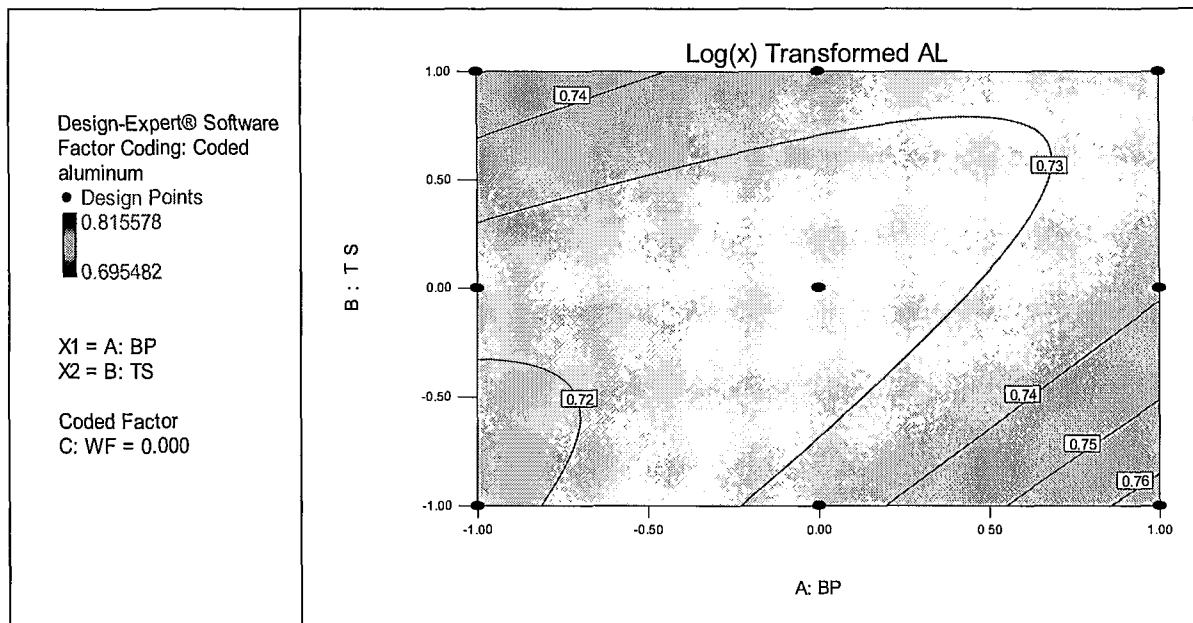 Design-Expert® Software
Factor Coding: Coded
aluminum
● Design Points
0.815578
0.695482
X1 = A: BP
X2 = B: TS
Coded Factor
C: WF = 0.000
Log(x) Transformed AL
1.00
0.50
0.00
-0.50
-1.00
B: TS
0.74
0.73
0.72
0.74
0.75
0.76
-1.00
-0.50
0.00
0 50
1.00
A: BP